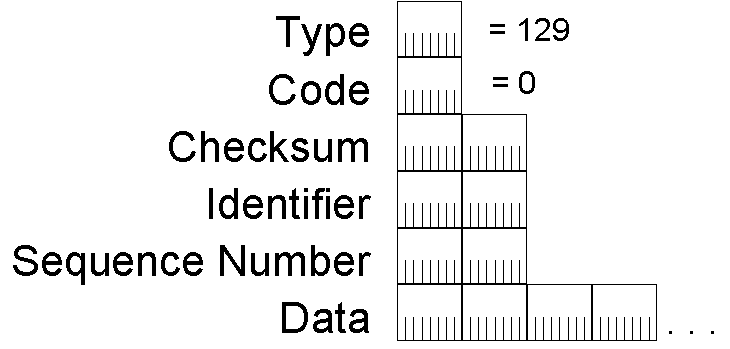 Type = 129
Code = 0
Checksum
Identifier
Sequence Number
Data . . .